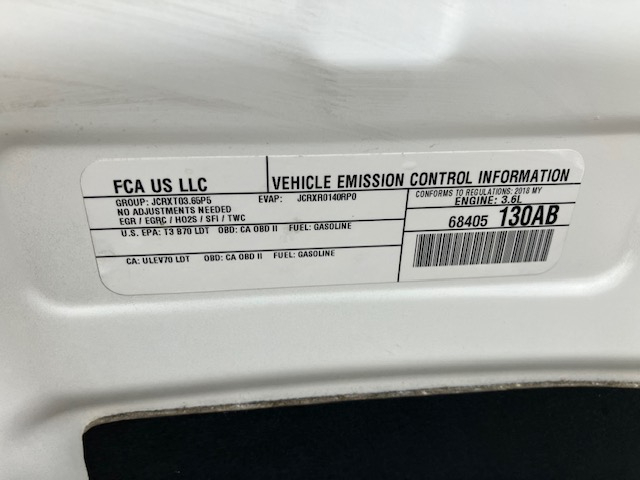 FCA US LLC
VEHICLE EMISSION CONTROL INFORMATION
GROUP: JCRXT03.65P5 EVAP: JCRXR0140RP0
NO ADJUSTMENTS NEEDED
EGR / EGRC / HO2S / SFI / TWC
CONFORMS TO REGULATIONS: 2018 MY
ENGINE: 3.6L
U.S. EPA: T3 B70 LDT OBD: CA OBD II FUEL: GASOLINE
68405 130AB
CA: ULEV70 LDT OBD: CA OBD II FUEL: GASOLINE